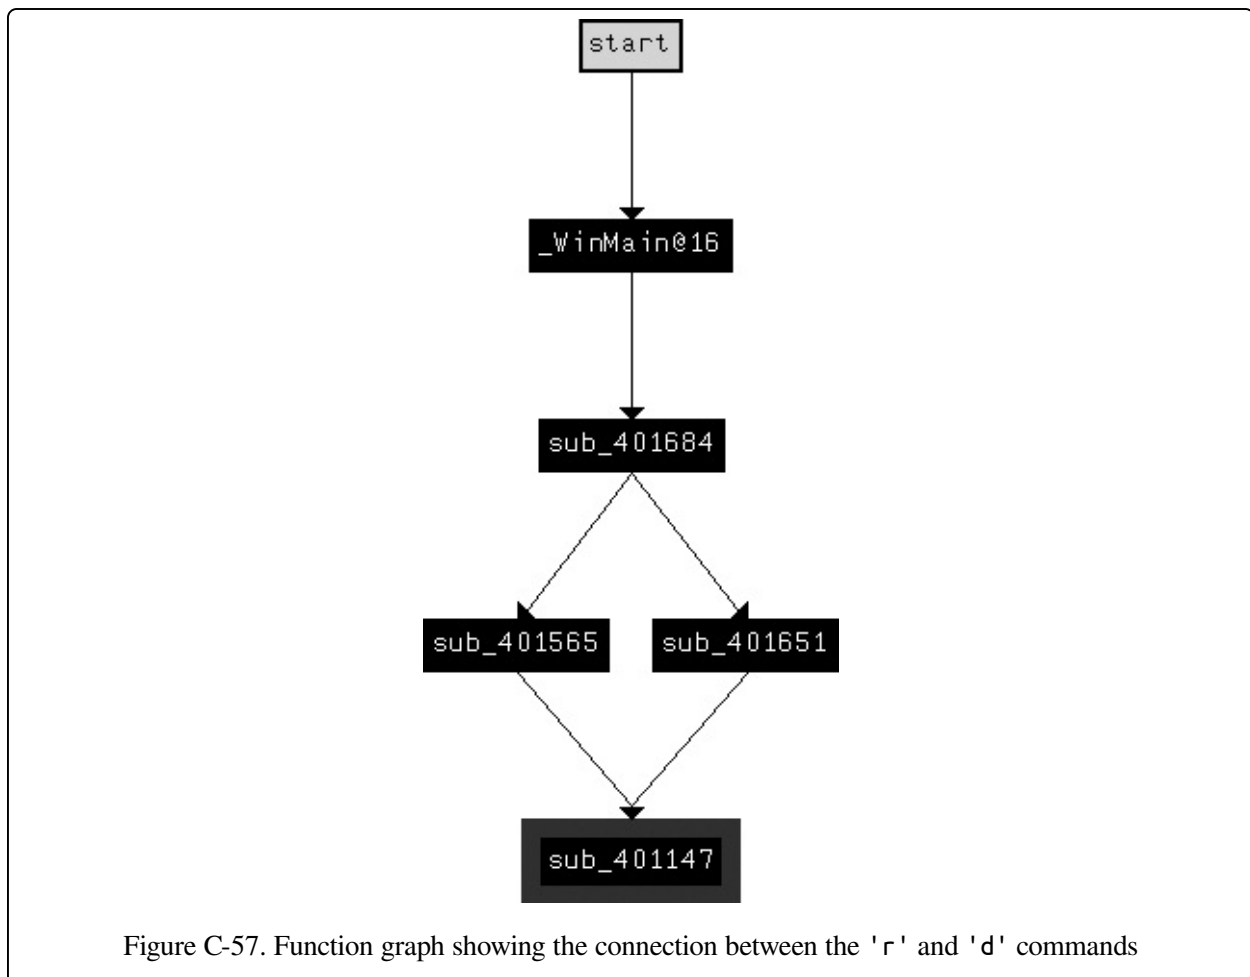 start
_WinMain@16
sub_401684
sub_401565 sub_401651
sub_401147
Figure C-57. Function graph showing the connection between the 'r' and 'd' commands